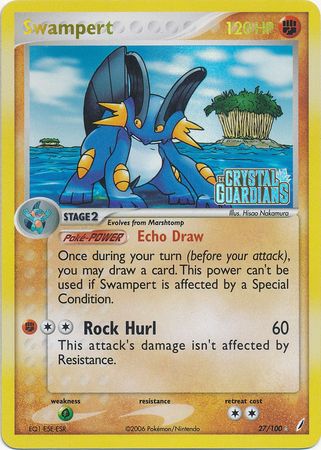 Swampert 120 HP
EX
CRYSTAL
GUARDIANS
Illus. Hisao Nakamura
STAGE 2
Evolves from Marshtomp
Poké-POWER Echo Draw
Once during your turn (before your attack),
you may draw a card. This power can't be
used if Swampert is affected by a Special
Condition.
Rock Hurl 60
This attack's damage isn't affected by
Resistance.
weakness resistance retreat cost
©2006 Pokémon/Nintendo 27/100